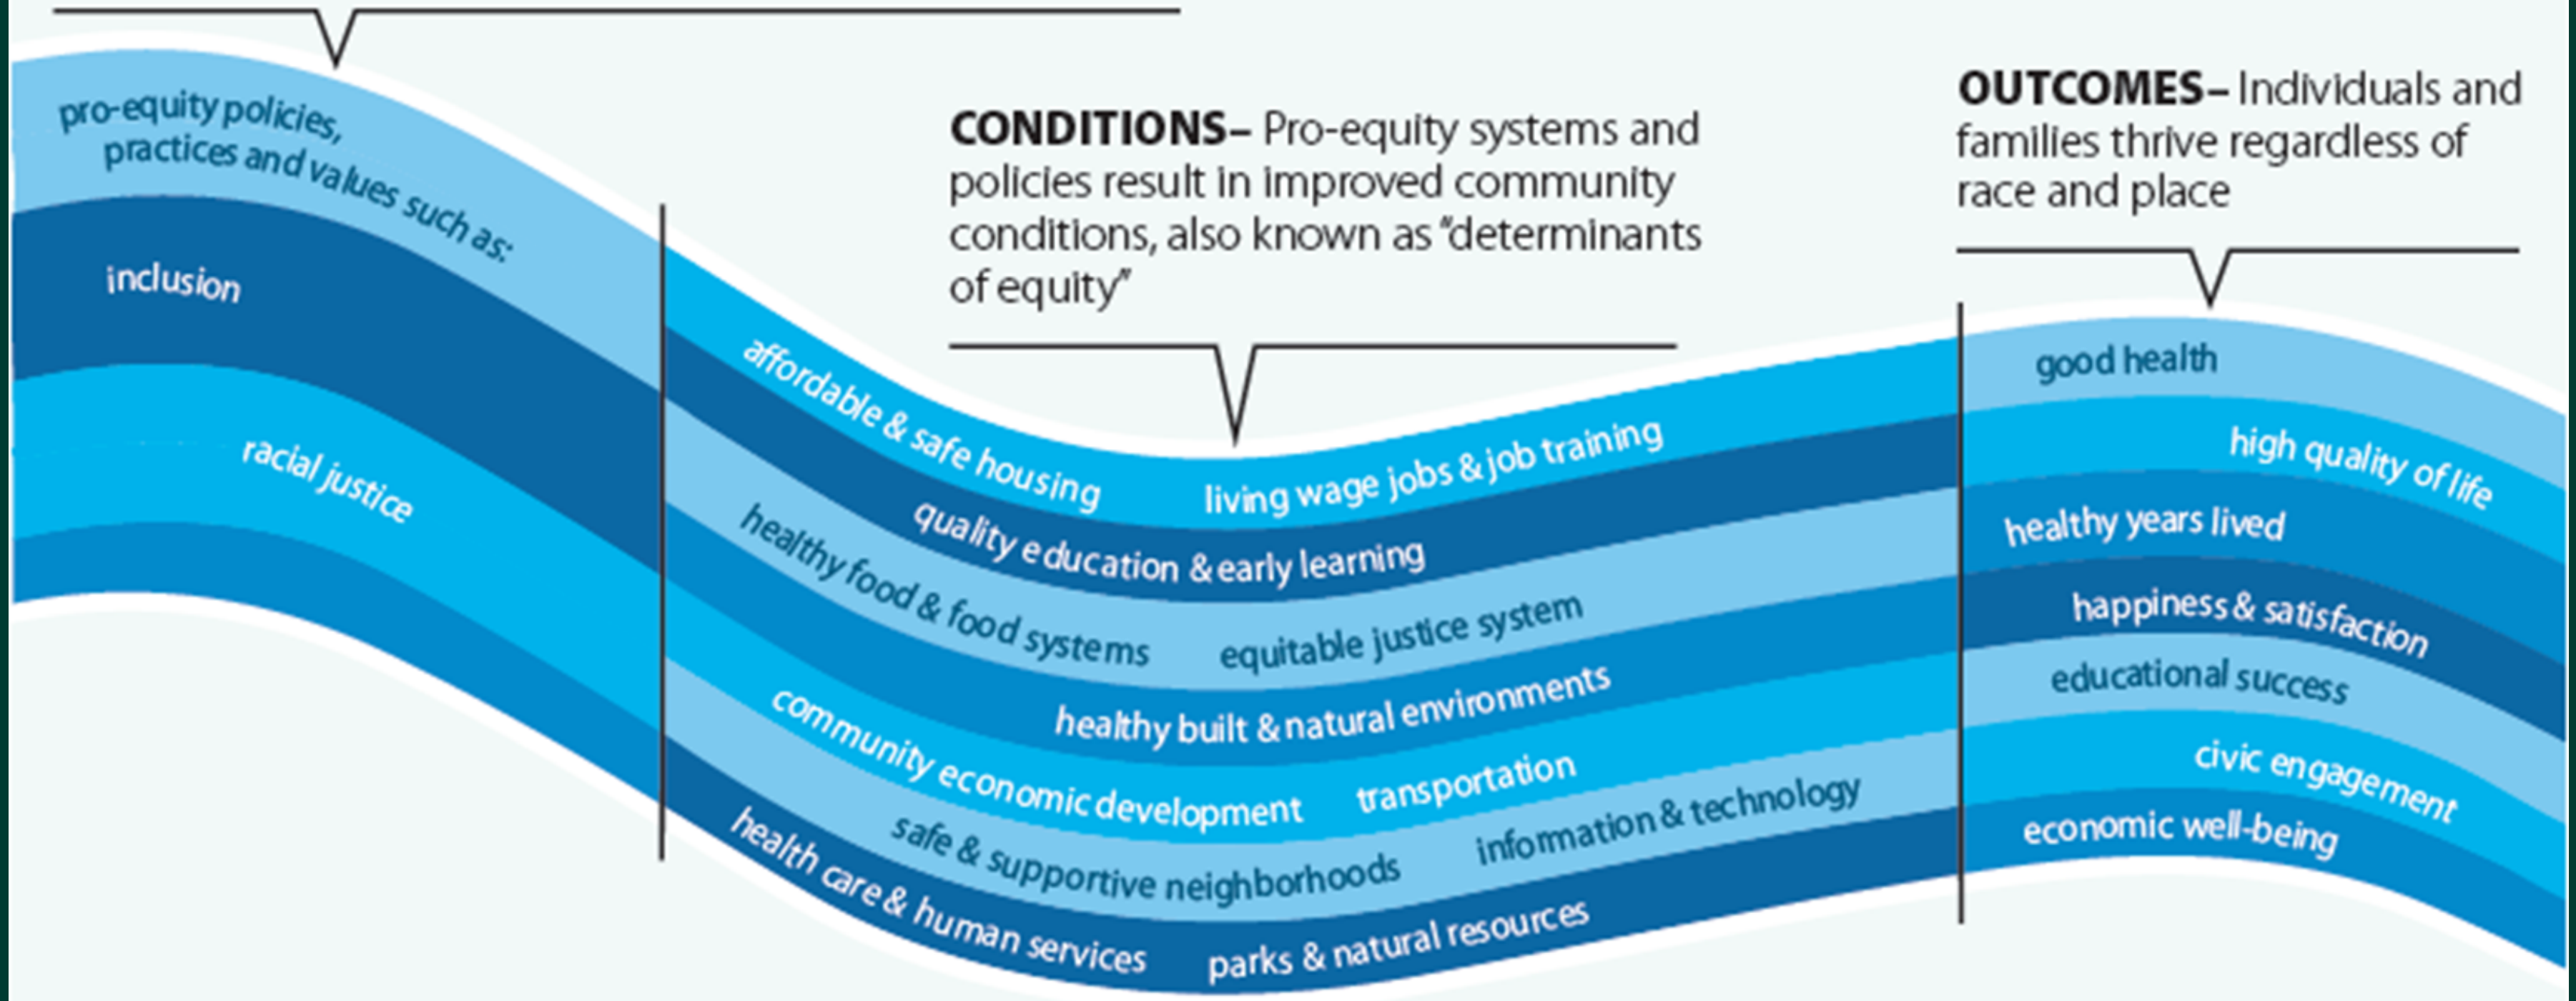 pro-equity policies,
practices and values such as:
inclusion
racial justice
CONDITIONS– Pro-equity systems and
policies result in improved community
conditions, also known as "determinants
of equity"
affordable & safe housing
living wage jobs & job training
quality education & early learning
healthy food & food systems
equitable justice system
healthy built & natural environments
community economic development
transportation
safe & supportive neighborhoods
information & technology
health care & human services
parks & natural resources
OUTCOMES– Individuals and
families thrive regardless of
race and place
good health
high quality of life
healthy years lived
happiness & satisfaction
educational success
civic engagement
economic well-being